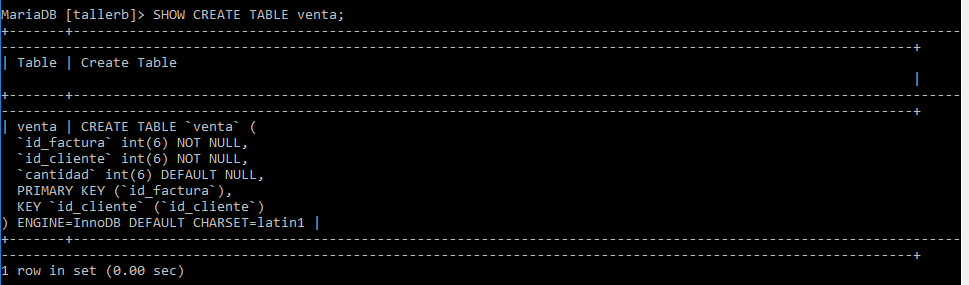 MariaDB [tallerb]> SHOW CREATE TABLE venta;
+-------+----------------------------------------------------------------------------------------------------------------
-------------------------------------------------------------------------------------------------------------------+
| Table | Create Table
                                                                                                                   |
+-------+----------------------------------------------------------------------------------------------------------------
-------------------------------------------------------------------------------------------------------------------+
| venta | CREATE TABLE `venta` (
  `id_factura` int(6) NOT NULL,
  `id_cliente` int(6) NOT NULL,
  `cantidad` int(6) DEFAULT NULL,
  PRIMARY KEY (`id_factura`),
  KEY `id_cliente` (`id_cliente`)
) ENGINE=InnoDB DEFAULT CHARSET=latin1 |
+-------+----------------------------------------------------------------------------------------------------------------
-------------------------------------------------------------------------------------------------------------------+
1 row in set (0.00 sec)